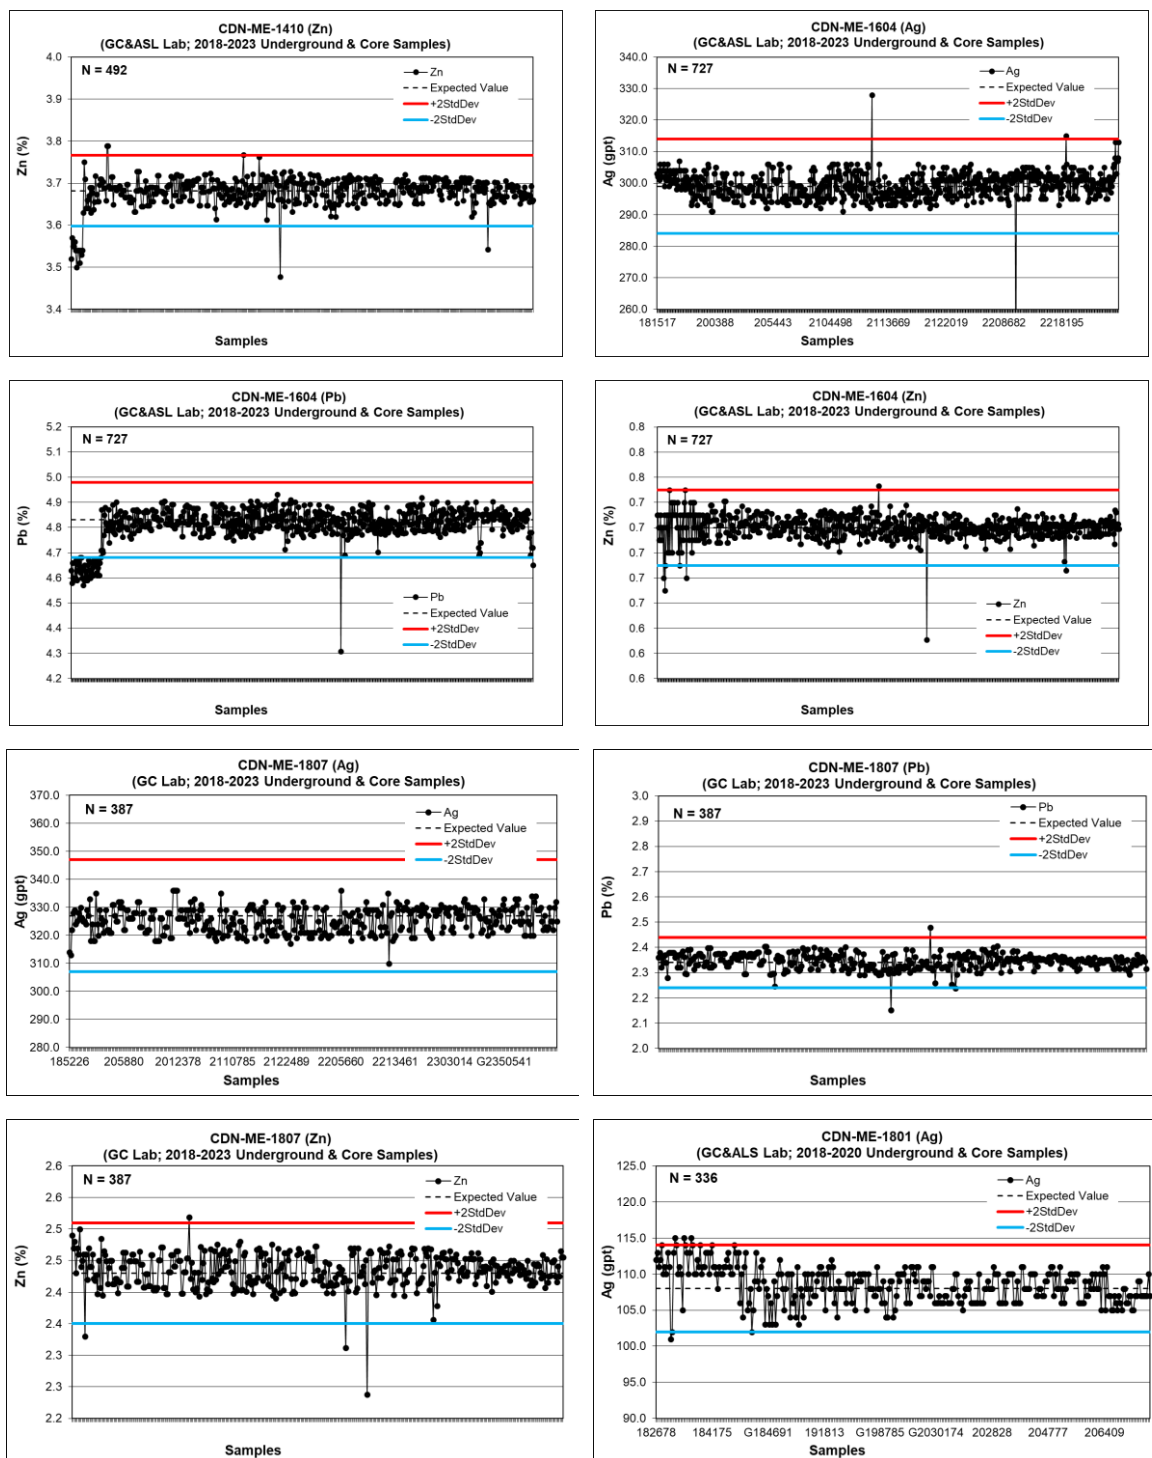 CDN-ME-1410 (Zn)
(GC&ASL Lab; 2018-2023 Underground & Core Samples)
N = 492
Zn
Expected Value
+2StdDev
-2StdDev
Zn (%)
4.0
3.9
3.8
3.7
3.6
3.5
3.4
Samples
CDN-ME-1604 (Ag)
(GC&ASL Lab; 2018-2023 Underground & Core Samples)
N = 727
Ag
Expected Value
+2StdDev
-2StdDev
Ag (gpt)
340.0
330.0
320.0
310.0
300.0
290.0
280.0
270.0
260.0
181517 200388 205443 2104498 2113669 2122019 2208682 2218195
Samples
CDN-ME-1604 (Pb)
(GC&ASL Lab; 2018-2023 Underground & Core Samples)
N = 727
Pb (%)
5.2
5.1
5.0
4.9
4.8
4.7
4.6
4.5
4.4
4.3
4.2
Pb
Expected Value
+2StdDev
-2StdDev
Samples
CDN-ME-1604 (Zn)
(GC&ASL Lab; 2018-2023 Underground & Core Samples)
N = 727
Zn (%)
0.8
0.8
0.8
0.7
0.7
0.7
0.7
0.7
0.6
0.6
0.6
Zn
Expected Value
+2StdDev
-2StdDev
Samples
CDN-ME-1807 (Ag)
(GC Lab; 2018-2023 Underground & Core Samples)
N = 387
Ag
Expected Value
+2StdDev
-2StdDev
Ag (gpt)
370.0
360.0
350.0
340.0
330.0
320.0
310.0
300.0
290.0
280.0
185226 205880 2012378 2110785 2122489 2205660 2213461 2303014 G2350541
Samples
CDN-ME-1807 (Pb)
(GC Lab; 2018-2023 Underground & Core Samples)
N = 387
Pb
Expected Value
+2StdDev
-2StdDev
Pb (%)
3.0
2.9
2.8
2.7
2.6
2.5
2.4
2.3
2.2
2.1
2.0
Samples
CDN-ME-1807 (Zn)
(GC Lab; 2018-2023 Underground & Core Samples)
N = 387
Zn
Expected Value
+2StdDev
-2StdDev
Zn (%)
2.6
2.6
2.5
2.5
2.4
2.4
2.3
2.3
2.2
Samples
CDN-ME-1801 (Ag)
(GC&ALS Lab; 2018-2020 Underground & Core Samples)
N = 336
Ag
Expected Value
+2StdDev
-2StdDev
Ag (gpt)
125.0
120.0
115.0
110.0
105.0
100.0
95.0
90.0
182678 184175 G184691 191813 G198785 G2030174 202828 204777 206409
Samples